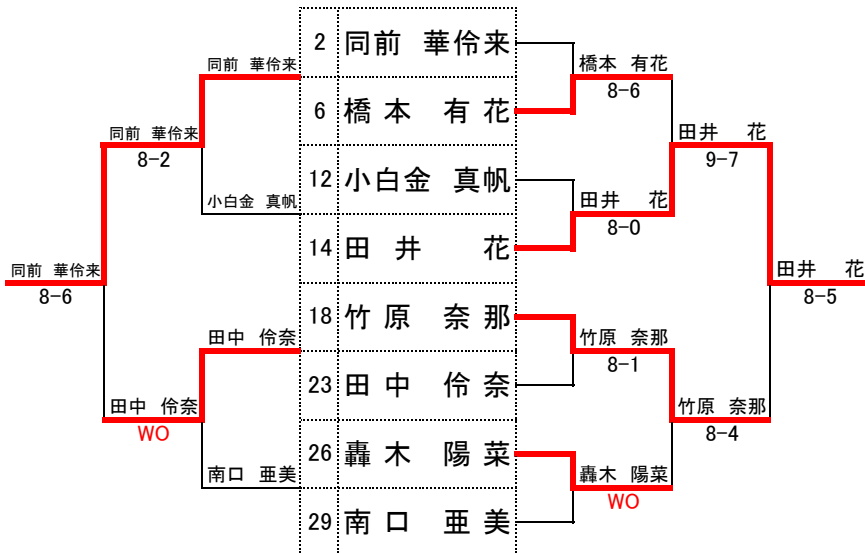 同前 華伶来
同前 華伶来
8-2
小白金 真帆
同前 華伶来
8-6
田中 伶奈
田中 伶奈
WO
南口 亜美
2 同前 華伶来
6 橋本 有花
12 小白金 真帆
14 田井 花
18 竹原 奈那
23 田中 伶奈
26 轟木 陽菜
29 南口 亜美
橋本 有花
8-6
田井 花
9-7
田井 花
8-0
田井 花
8-5
竹原 奈那
8-1
竹原 奈那
8-4
轟木 陽菜
WO